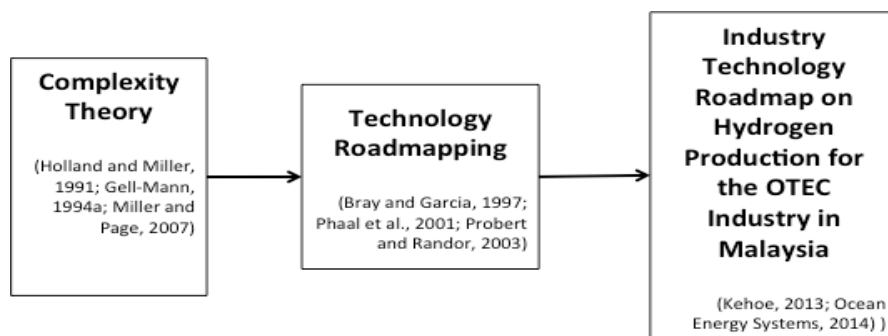 Complexity
Theory
(Holland and Miller,
1991; Gell-Mann,
1994a; Miller and
Page, 2007)
Technology
Roadmapping
(Bray and Garcia, 1997;
Phaal et al., 2001; Probert
and Randor, 2003)
Industry
Technology
Roadmap on
Hydrogen
Production for
the OTEC
Industry in
Malaysia
(Kehoe, 2013; Ocean
Energy Systems, 2014) )